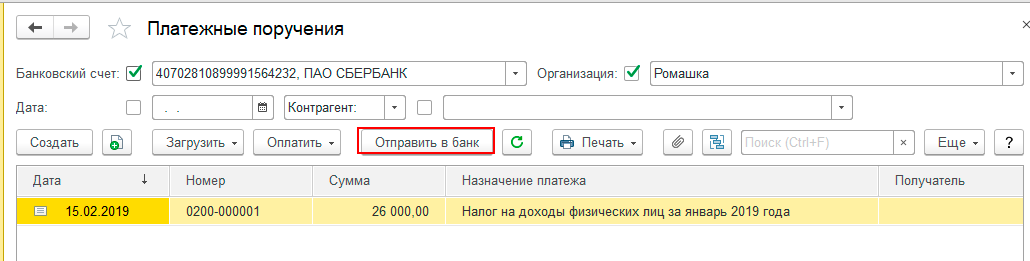 Платежные поручения
Банковский счет: 40702810899991564232, ПАО СБЕРБАНК Организация: Ромашка
Дата: . . Контрагент:
Создать Загрузить Оплатить Отправить в банк Печать Поиск (Ctrl+F) × Еще ?
Дата ↓ Номер Сумма Назначение платежа Получатель
15.02.2019 0200-000001 26 000,00 Налог на доходы физических лиц за январь 2019 года